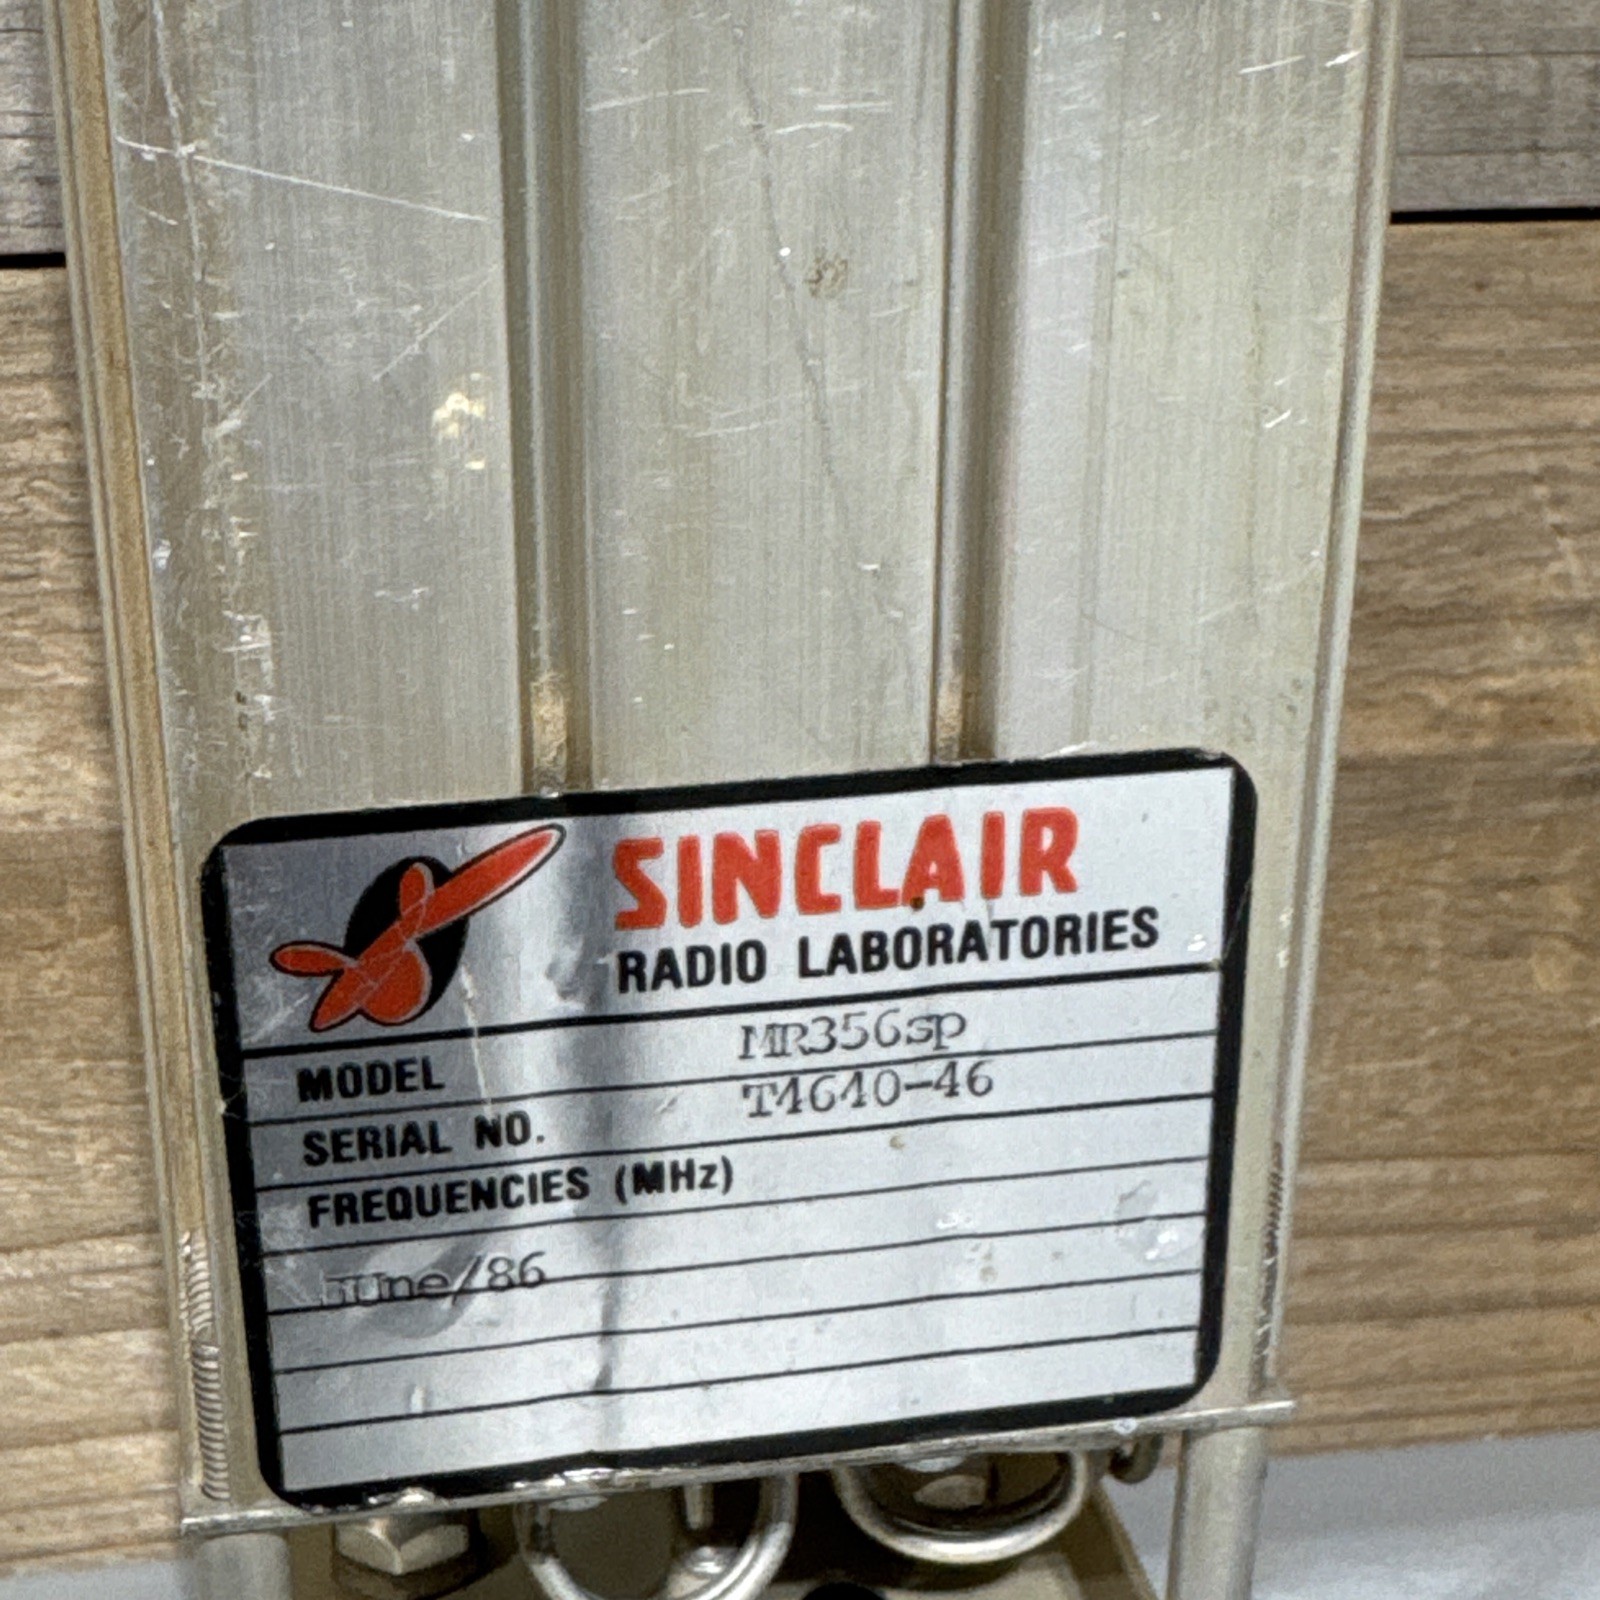 SINCLAIR
RADIO LABORATORIES
MODEL MR356sp
SERIAL NO. T4640-46
FREQUENCIES (MHz)
June/86